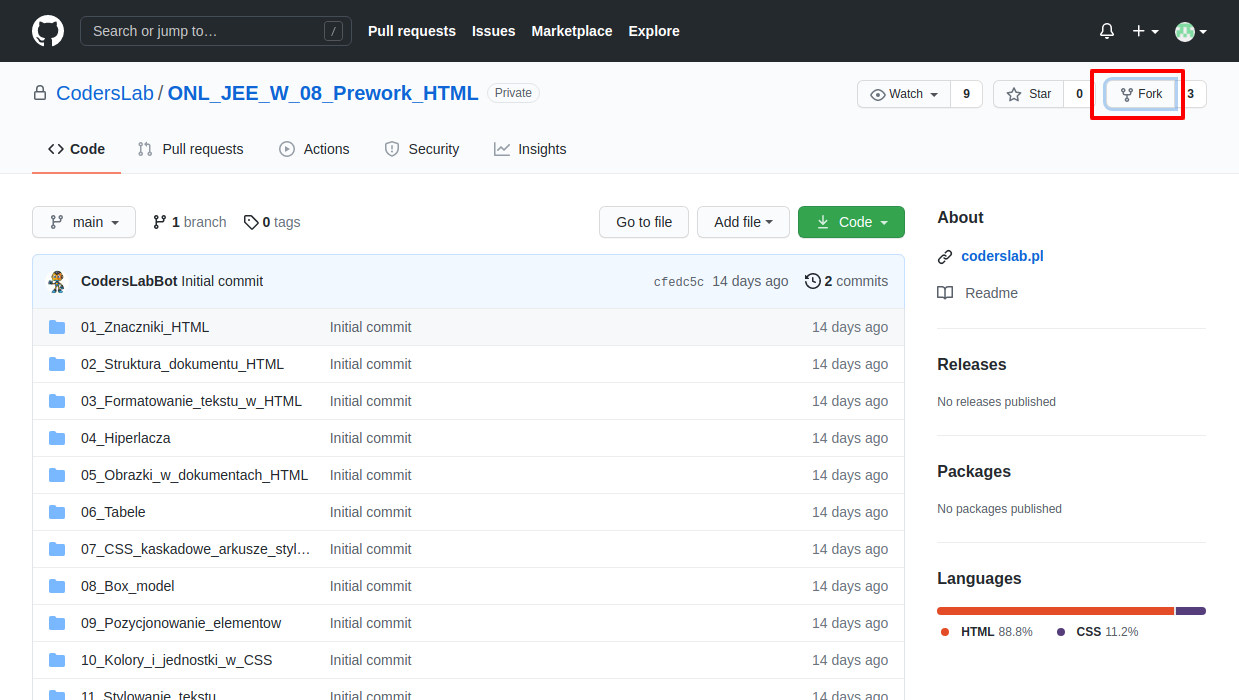 Search or jump to… / Pull requests Issues Marketplace Explore
CodersLab / ONL_JEE_W_08_Prework_HTML Private Watch 9 Star 0 Fork 3
Code Pull requests Actions Security Insights
main 1 branch 0 tags Go to file Add file Code
CodersLabBot Initial commit cfedc5c 14 days ago 2 commits
01_Znaczniki_HTML Initial commit 14 days ago
02_Struktura_dokumentu_HTML Initial commit 14 days ago
03_Formatowanie_tekstu_w_HTML Initial commit 14 days ago
04_Hiperlacza Initial commit 14 days ago
05_Obrazki_w_dokumentach_HTML Initial commit 14 days ago
06_Tabele Initial commit 14 days ago
07_CSS_kaskadowe_arkusze_styl… Initial commit 14 days ago
08_Box_model Initial commit 14 days ago
09_Pozycjonowanie_elementow Initial commit 14 days ago
10_Kolory_i_jednostki_w_CSS Initial commit 14 days ago
11_Stylowanie_tekstu Initial commit 14 days ago
About
coderslab.pl
Readme
Releases
No releases published
Packages
No packages published
Languages
HTML 88.8% CSS 11.2%